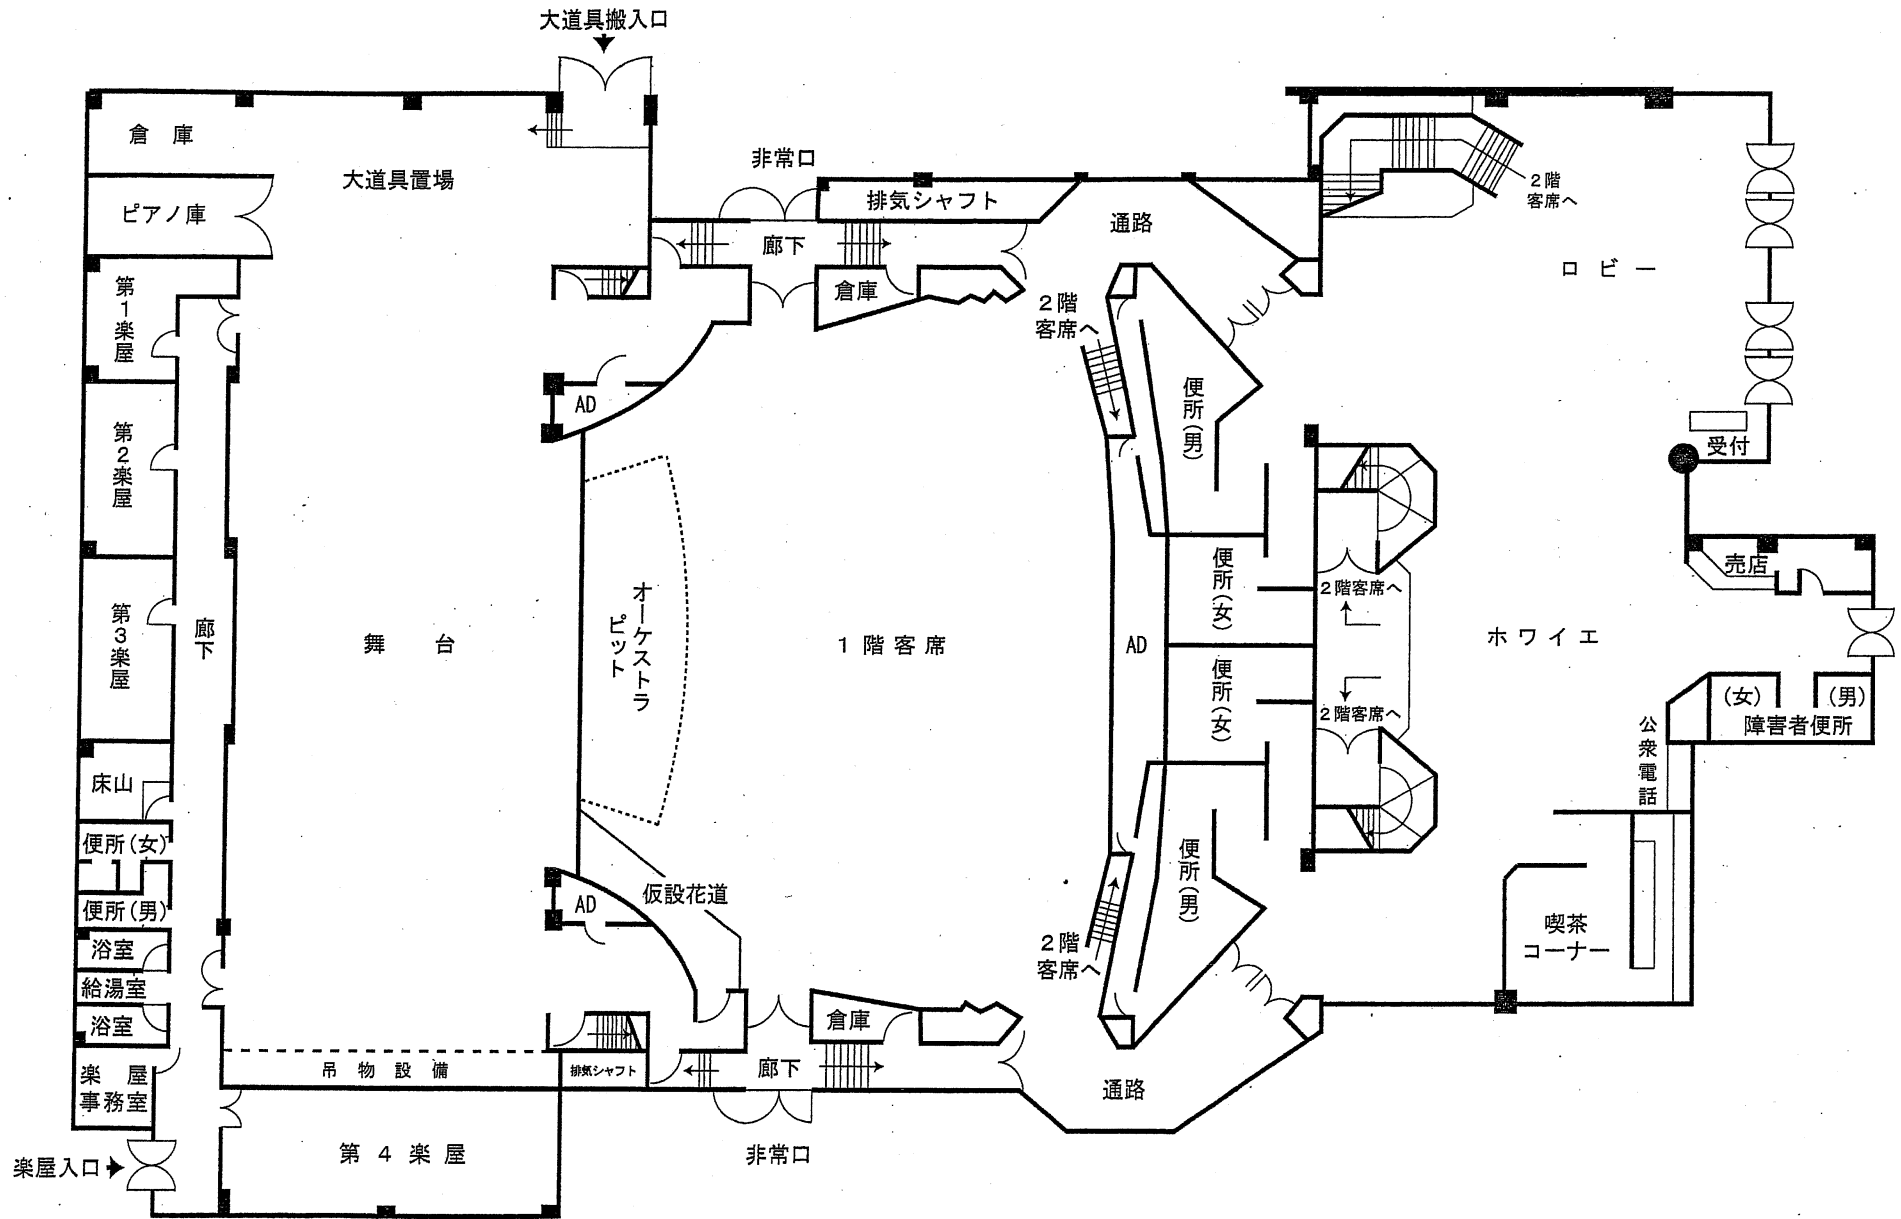 大道具搬入口
倉庫
大道具置場
ピアノ庫
非常口
排気シャフト
通路
廊下
倉庫
2階
客席へ
ロビー
第1楽屋
2階
客席へ
AD
便所(男)
受付
第2楽屋
売店
便所(女)
2階客席へ
オーケストラ
ピット
第3楽屋
廊下
舞台
1階客席
AD
ホワイエ
便所(女)
2階客席へ
(女)
(男)
障害者便所
公衆電話
床山
便所(女)
便所(男)
AD
仮設花道
便所(男)
喫茶
コーナー
浴室
2階
客席へ
給湯室
浴室
倉庫
吊物設備
排気シャフト
廊下
通路
楽屋
事務室
第4楽屋
非常口
楽屋入口